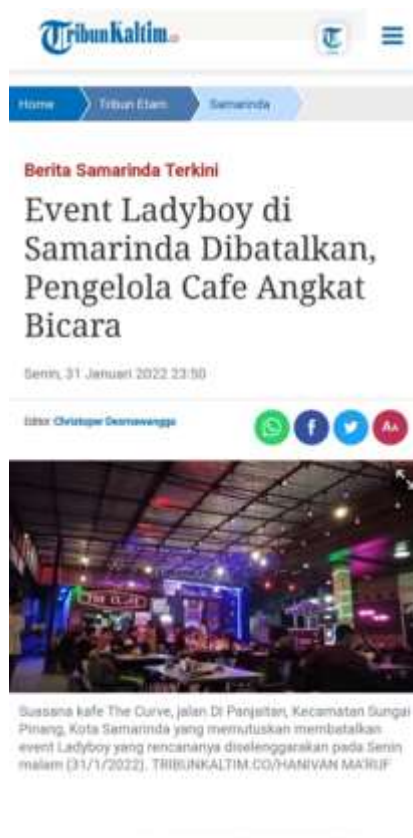 TribunKaltim.co
Home
Tribun Etam
Samarinda
Berita Samarinda Terkini
Event Ladyboy di
Samarinda Dibatalkan,
Pengelola Cafe Angkat
Bicara
Senin, 31 Januari 2022 23:50
Editor: Christoper Desmawangga
Suasana kafe The Curve, jalan DI Panjaitan, Kecamatan Sungai
Pinang, Kota Samarinda yang memutuskan membatalkan
event Ladyboy yang rencananya diselenggarakan pada Senin
malam (31/1/2022). TRIBUNKALTIM.CO/HANIVAN MA'RUF